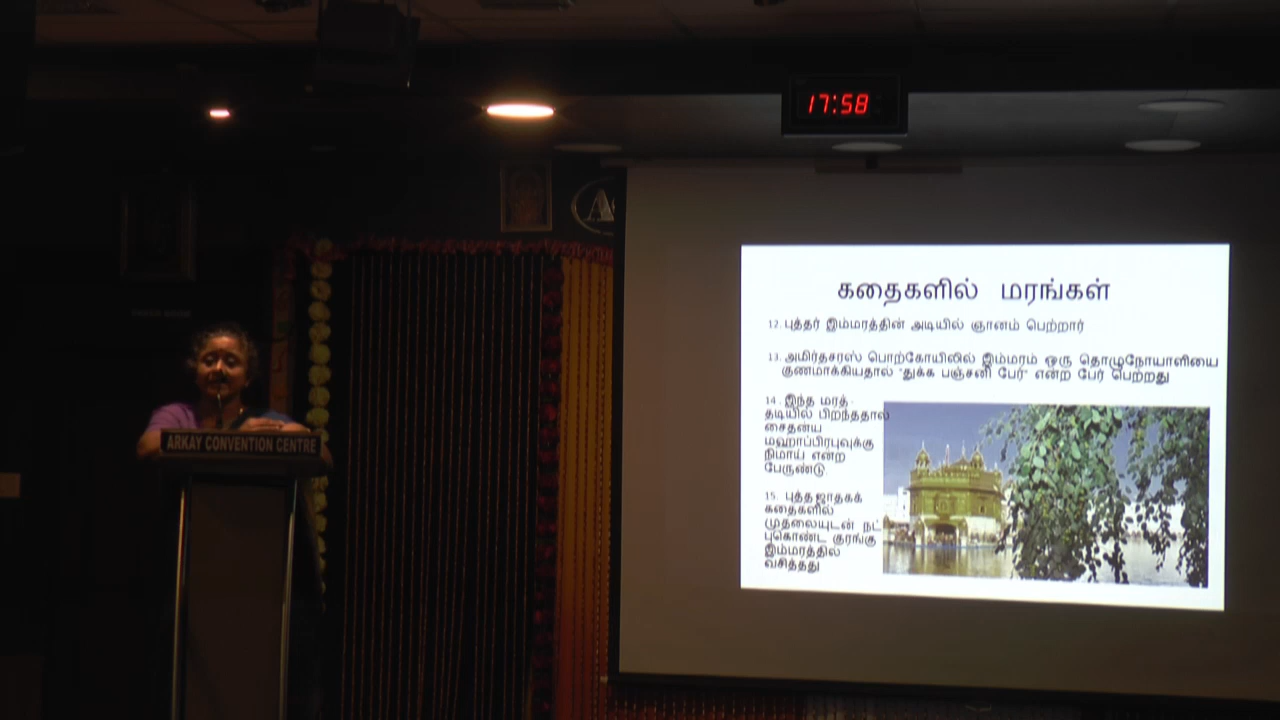 17:58
கதைகளில் மரங்கள்
12. புத்தர் இம்மரத்தின் அடியில் ஞானம் பெற்றார்
13. அமிர்தசரஸ் பொற்கோயிலில் இம்மரம் ஒரு தொழுநோயாளியை
குணமாக்கியதால் "துக்க பஞ்சனி பேர்" என்ற பேர் பெற்றது
14. இந்த மரத்
தடியில் பிறந்ததால்
சைதன்ய
மஹாப்பிரபுவுக்கு
நிமாய் என்ற
பேருண்டு
15. புத்தஜாதகக்
கதைகளில்
முதலையுடன் நட்
புகொண்ட குரங்கு
இம்மரத்தில்
வசித்தது
ARKAY CONVENTION CENTRE